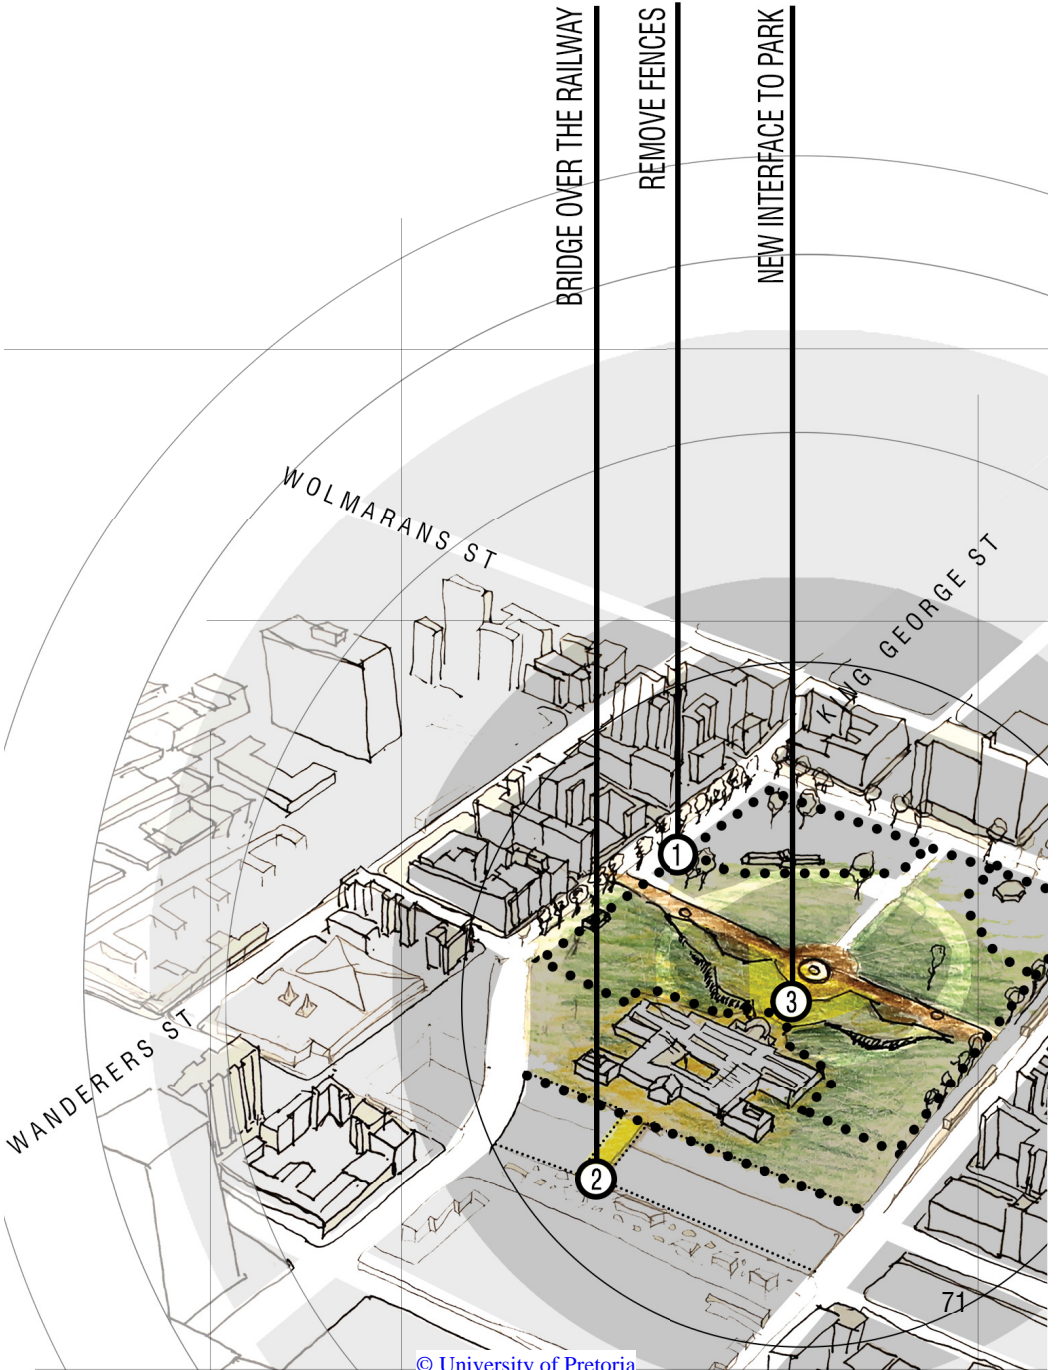 BRIDGE OVER THE RAILWAY
REMOVE FENCES
NEW INTERFACE TO PARK
WOLMARANS ST
KING GEORGE ST
WANDERERS ST
1
3
2
71
© University of Pretoria